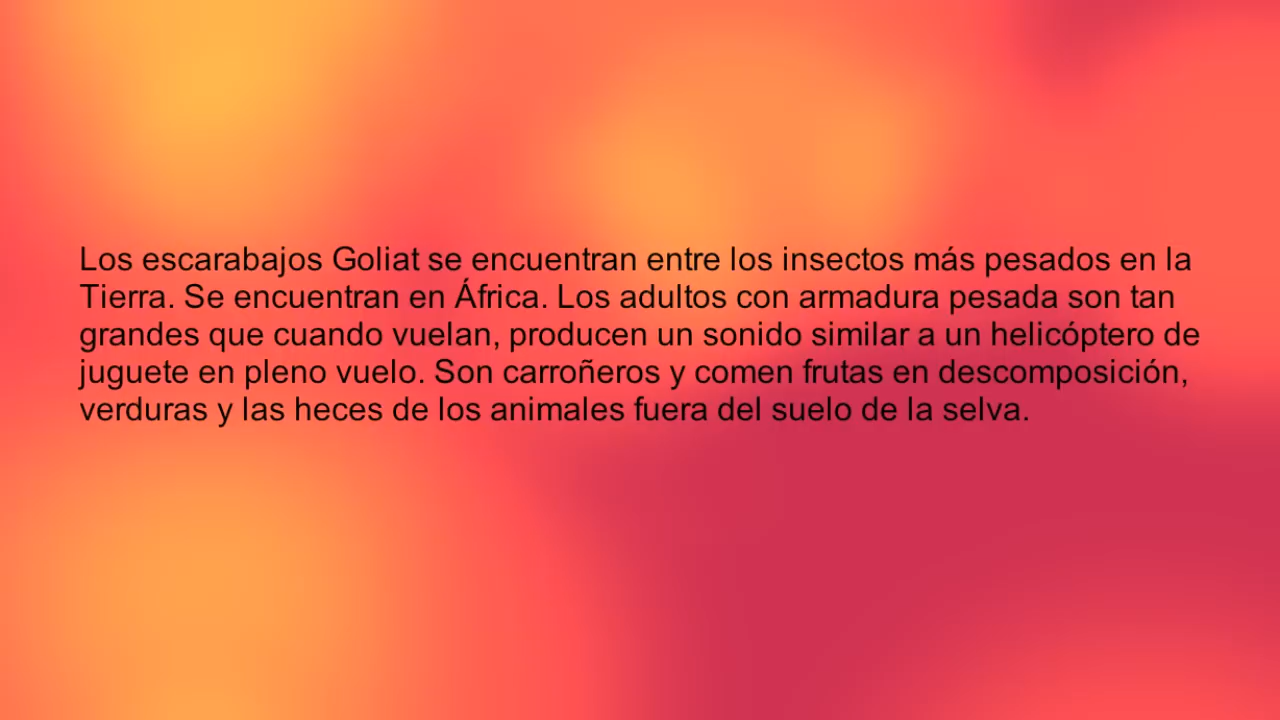 Los escarabajos Goliat se encuentran entre los insectos más pesados en la
Tierra. Se encuentran en África. Los adultos con armadura pesada son tan
grandes que cuando vuelan, producen un sonido similar a un helicóptero de
juguete en pleno vuelo. Son carroñeros y comen frutas en descomposición,
verduras y las heces de los animales fuera del suelo de la selva.